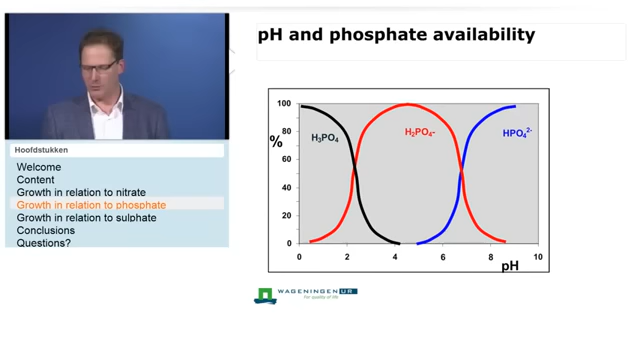 pH and phosphate availability
Hoofdstukken
Welcome
Content
Growth in relation to nitrate
Growth in relation to phosphate
Growth in relation to sulphate
Conclusions
Questions?
100
80
60
40
20
0
%
H₃PO₄
H₂PO₄-
HPO₄²⁻
0 2 4 6 8 10
pH
WAGENINGEN UR
For quality of life